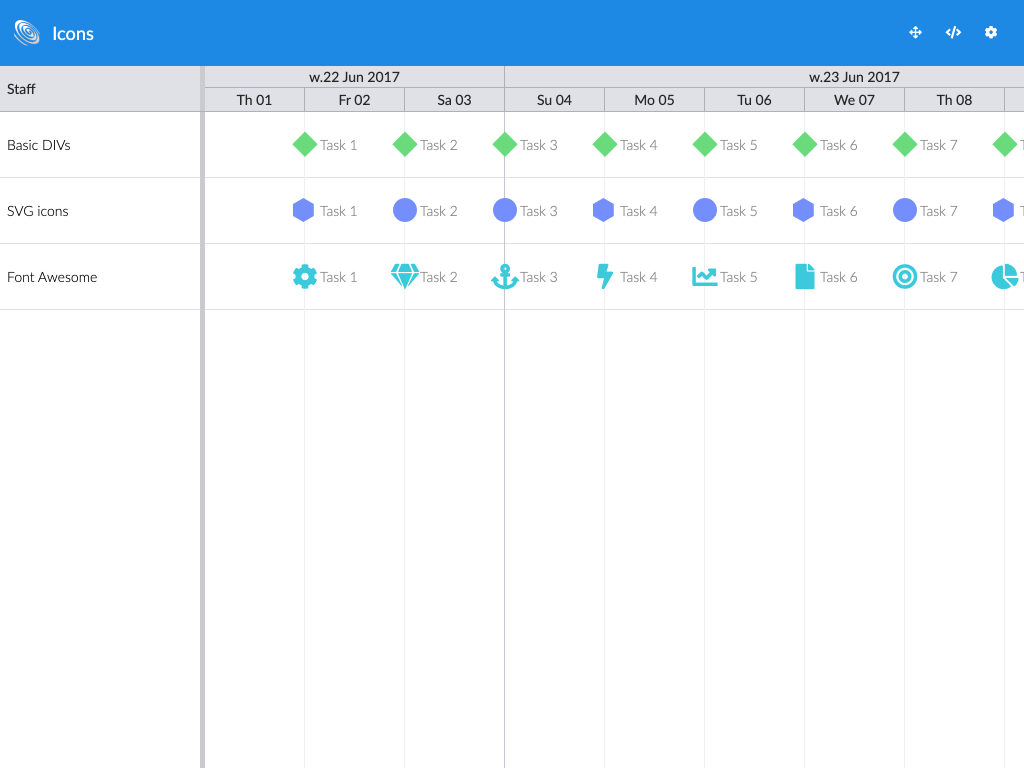 Icons
Staff
w.22 Jun 2017 w.23 Jun 2017
Th 01 Fr 02 Sa 03 Su 04 Mo 05 Tu 06 We 07 Th 08
Basic DIVs Task 1 Task 2 Task 3 Task 4 Task 5 Task 6 Task 7
SVG icons Task 1 Task 2 Task 3 Task 4 Task 5 Task 6 Task 7
Font Awesome Task 1 Task 2 Task 3 Task 4 Task 5 Task 6 Task 7